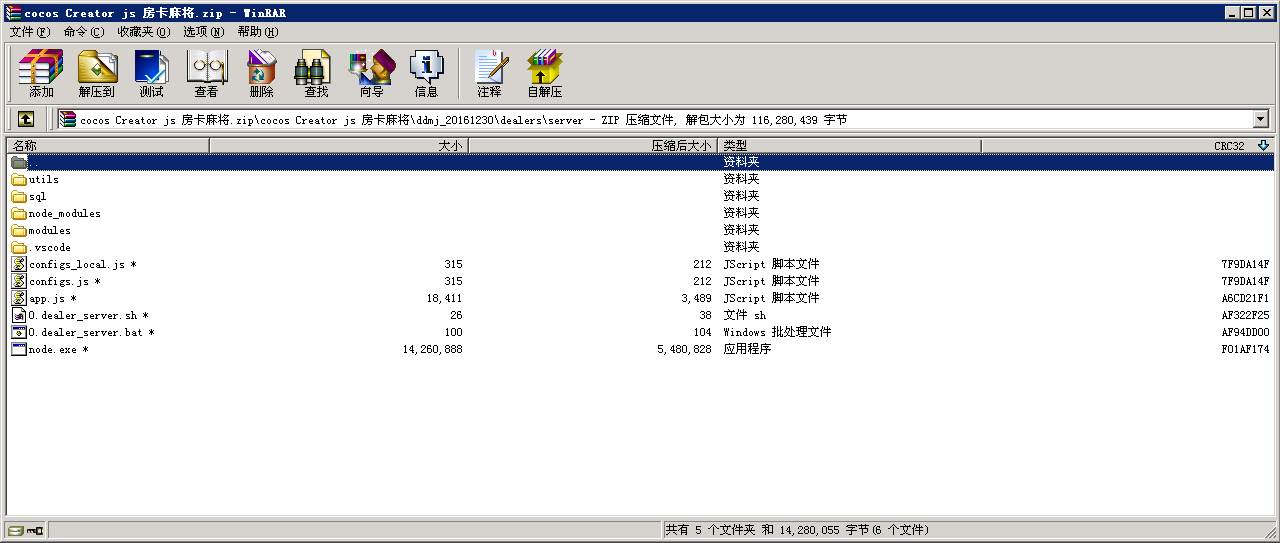 cocos Creator js 房卡麻将.zip - WinRAR
文件(F) 命令(C) 收藏夹(O) 选项(N) 帮助(H)
添加 解压到 测试 查看 删除 查找 向导 信息 注释 自解压
cocos Creator js 房卡麻将.zip\cocos Creator js 房卡麻将\ddmj_20161230\dealers\server - ZIP 压缩文件, 解包大小为 116,280,439 字节
名称 大小 压缩后大小 类型 CRC32
.. 资料夹
utils 资料夹
sql 资料夹
node_modules 资料夹
modules 资料夹
.vscode 资料夹
configs_local.js * 315 212 JScript 脚本文件 7F9DA14F
configs.js * 315 212 JScript 脚本文件 7F9DA14F
app.js * 18,411 3,489 JScript 脚本文件 A6CD21F1
0.dealer_server.sh * 26 38 文件 sh AF322F25
0.dealer_server.bat * 100 104 Windows 批处理文件 AF94DD00
node.exe * 14,260,888 5,480,828 应用程序 F01AF174
共有 5 个文件夹 和 14,280,055 字节(6 个文件)